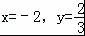 x=-2, y=2/3